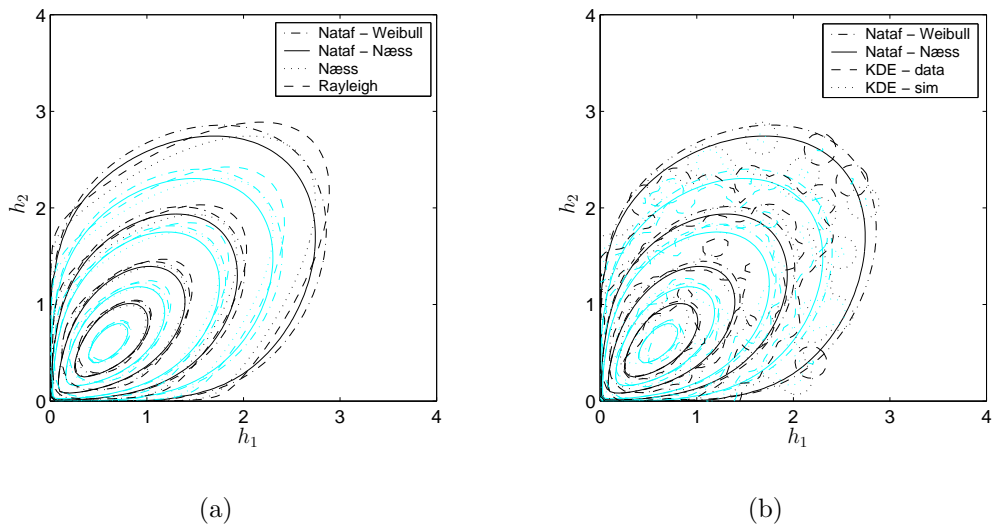 4
3
2
1
0
0 1 2 3 4
h2
h1
Nataf – Weibull
Nataf – Næss
Næss
Rayleigh
(a)
4
3
2
1
0
0 1 2 3 4
h2
h1
Nataf – Weibull
Nataf – Næss
KDE – data
KDE – sim
(b)